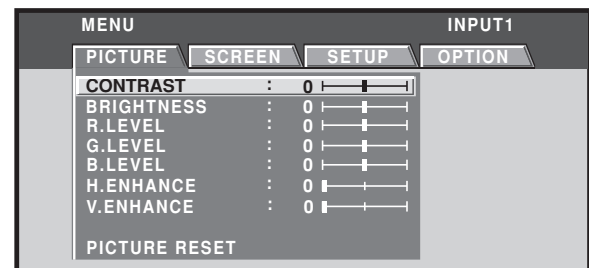 MENU INPUT1
PICTURE SCREEN SETUP OPTION
CONTRAST : 0
BRIGHTNESS : 0
R.LEVEL : 0
G.LEVEL : 0
B.LEVEL : 0
H.ENHANCE : 0
V.ENHANCE : 0
PICTURE RESET